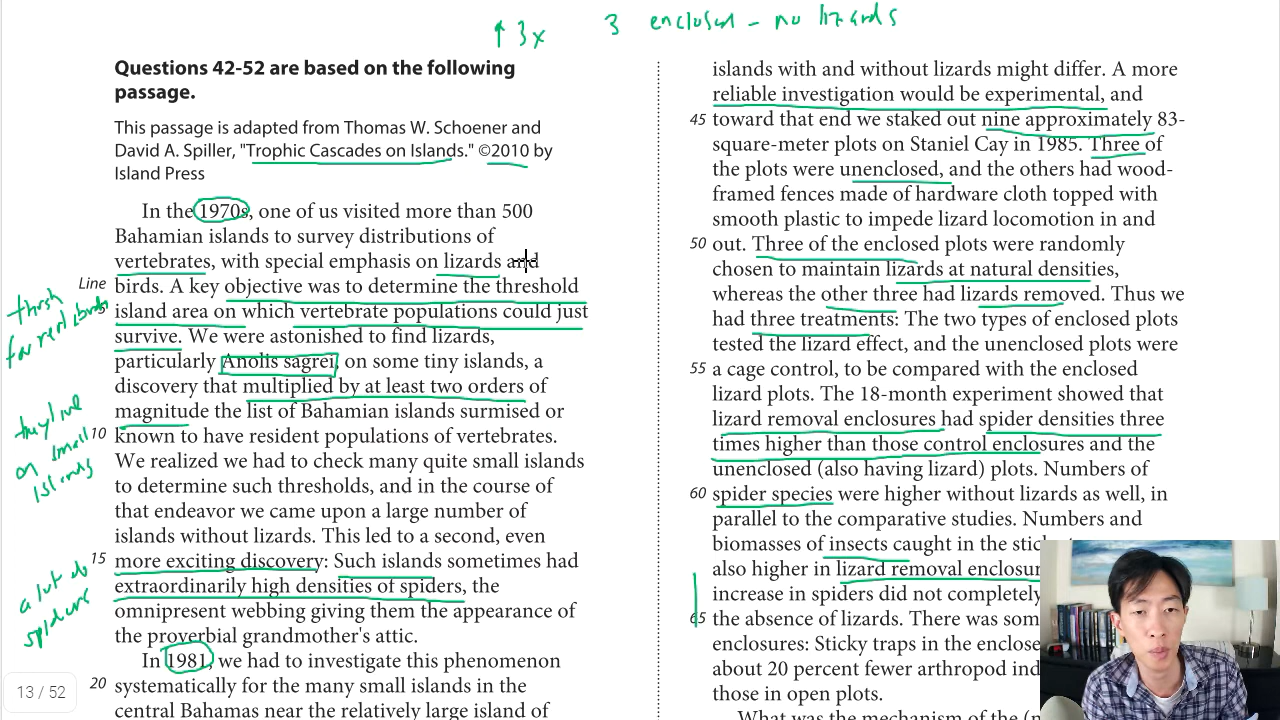 ↑ 3x
3 enclosed - no lizards
Questions 42-52 are based on the following
passage.
This passage is adapted from Thomas W. Schoener and
David A. Spiller, "Trophic Cascades on Islands." ©2010 by
Island Press
In the 1970s, one of us visited more than 500
Bahamian islands to survey distributions of
vertebrates, with special emphasis on lizards and
Line birds. A key objective was to determine the threshold
island area on which vertebrate populations could just
survive. We were astonished to find lizards,
particularly Anolis sagrei, on some tiny islands, a
discovery that multiplied by at least two orders of
magnitude the list of Bahamian islands surmised or
10 known to have resident populations of vertebrates.
We realized we had to check many quite small islands
to determine such thresholds, and in the course of
that endeavor we came upon a large number of
islands without lizards. This led to a second, even
15 more exciting discovery: Such islands sometimes had
extraordinarily high densities of spiders, the
omnipresent webbing giving them the appearance of
the proverbial grandmother's attic.
In 1981, we had to investigate this phenomenon
20 systematically for the many small islands in the
central Bahamas near the relatively large island of
thresh
for
they live
on small
islands
a lot of
spiders
13 / 52
islands with and without lizards might differ. A more
reliable investigation would be experimental, and
45 toward that end we staked out nine approximately 83-
square-meter plots on Staniel Cay in 1985. Three of
the plots were unenclosed, and the others had wood-
framed fences made of hardware cloth topped with
smooth plastic to impede lizard locomotion in and
50 out. Three of the enclosed plots were randomly
chosen to maintain lizards at natural densities,
whereas the other three had lizards removed. Thus we
had three treatments: The two types of enclosed plots
tested the lizard effect, and the unenclosed plots were
55 a cage control, to be compared with the enclosed
lizard plots. The 18-month experiment showed that
lizard removal enclosures had spider densities three
times higher than those control enclosures and the
unenclosed (also having lizard) plots. Numbers of
60 spider species were higher without lizards as well, in
parallel to the comparative studies. Numbers and
biomasses of insects caught in the
also higher in lizard removal
increase in spiders did not completely
65 the absence of lizards. There was
enclosures: Sticky traps in the
about 20 percent fewer arthropod
those in open plots.
What was the mechanism of the